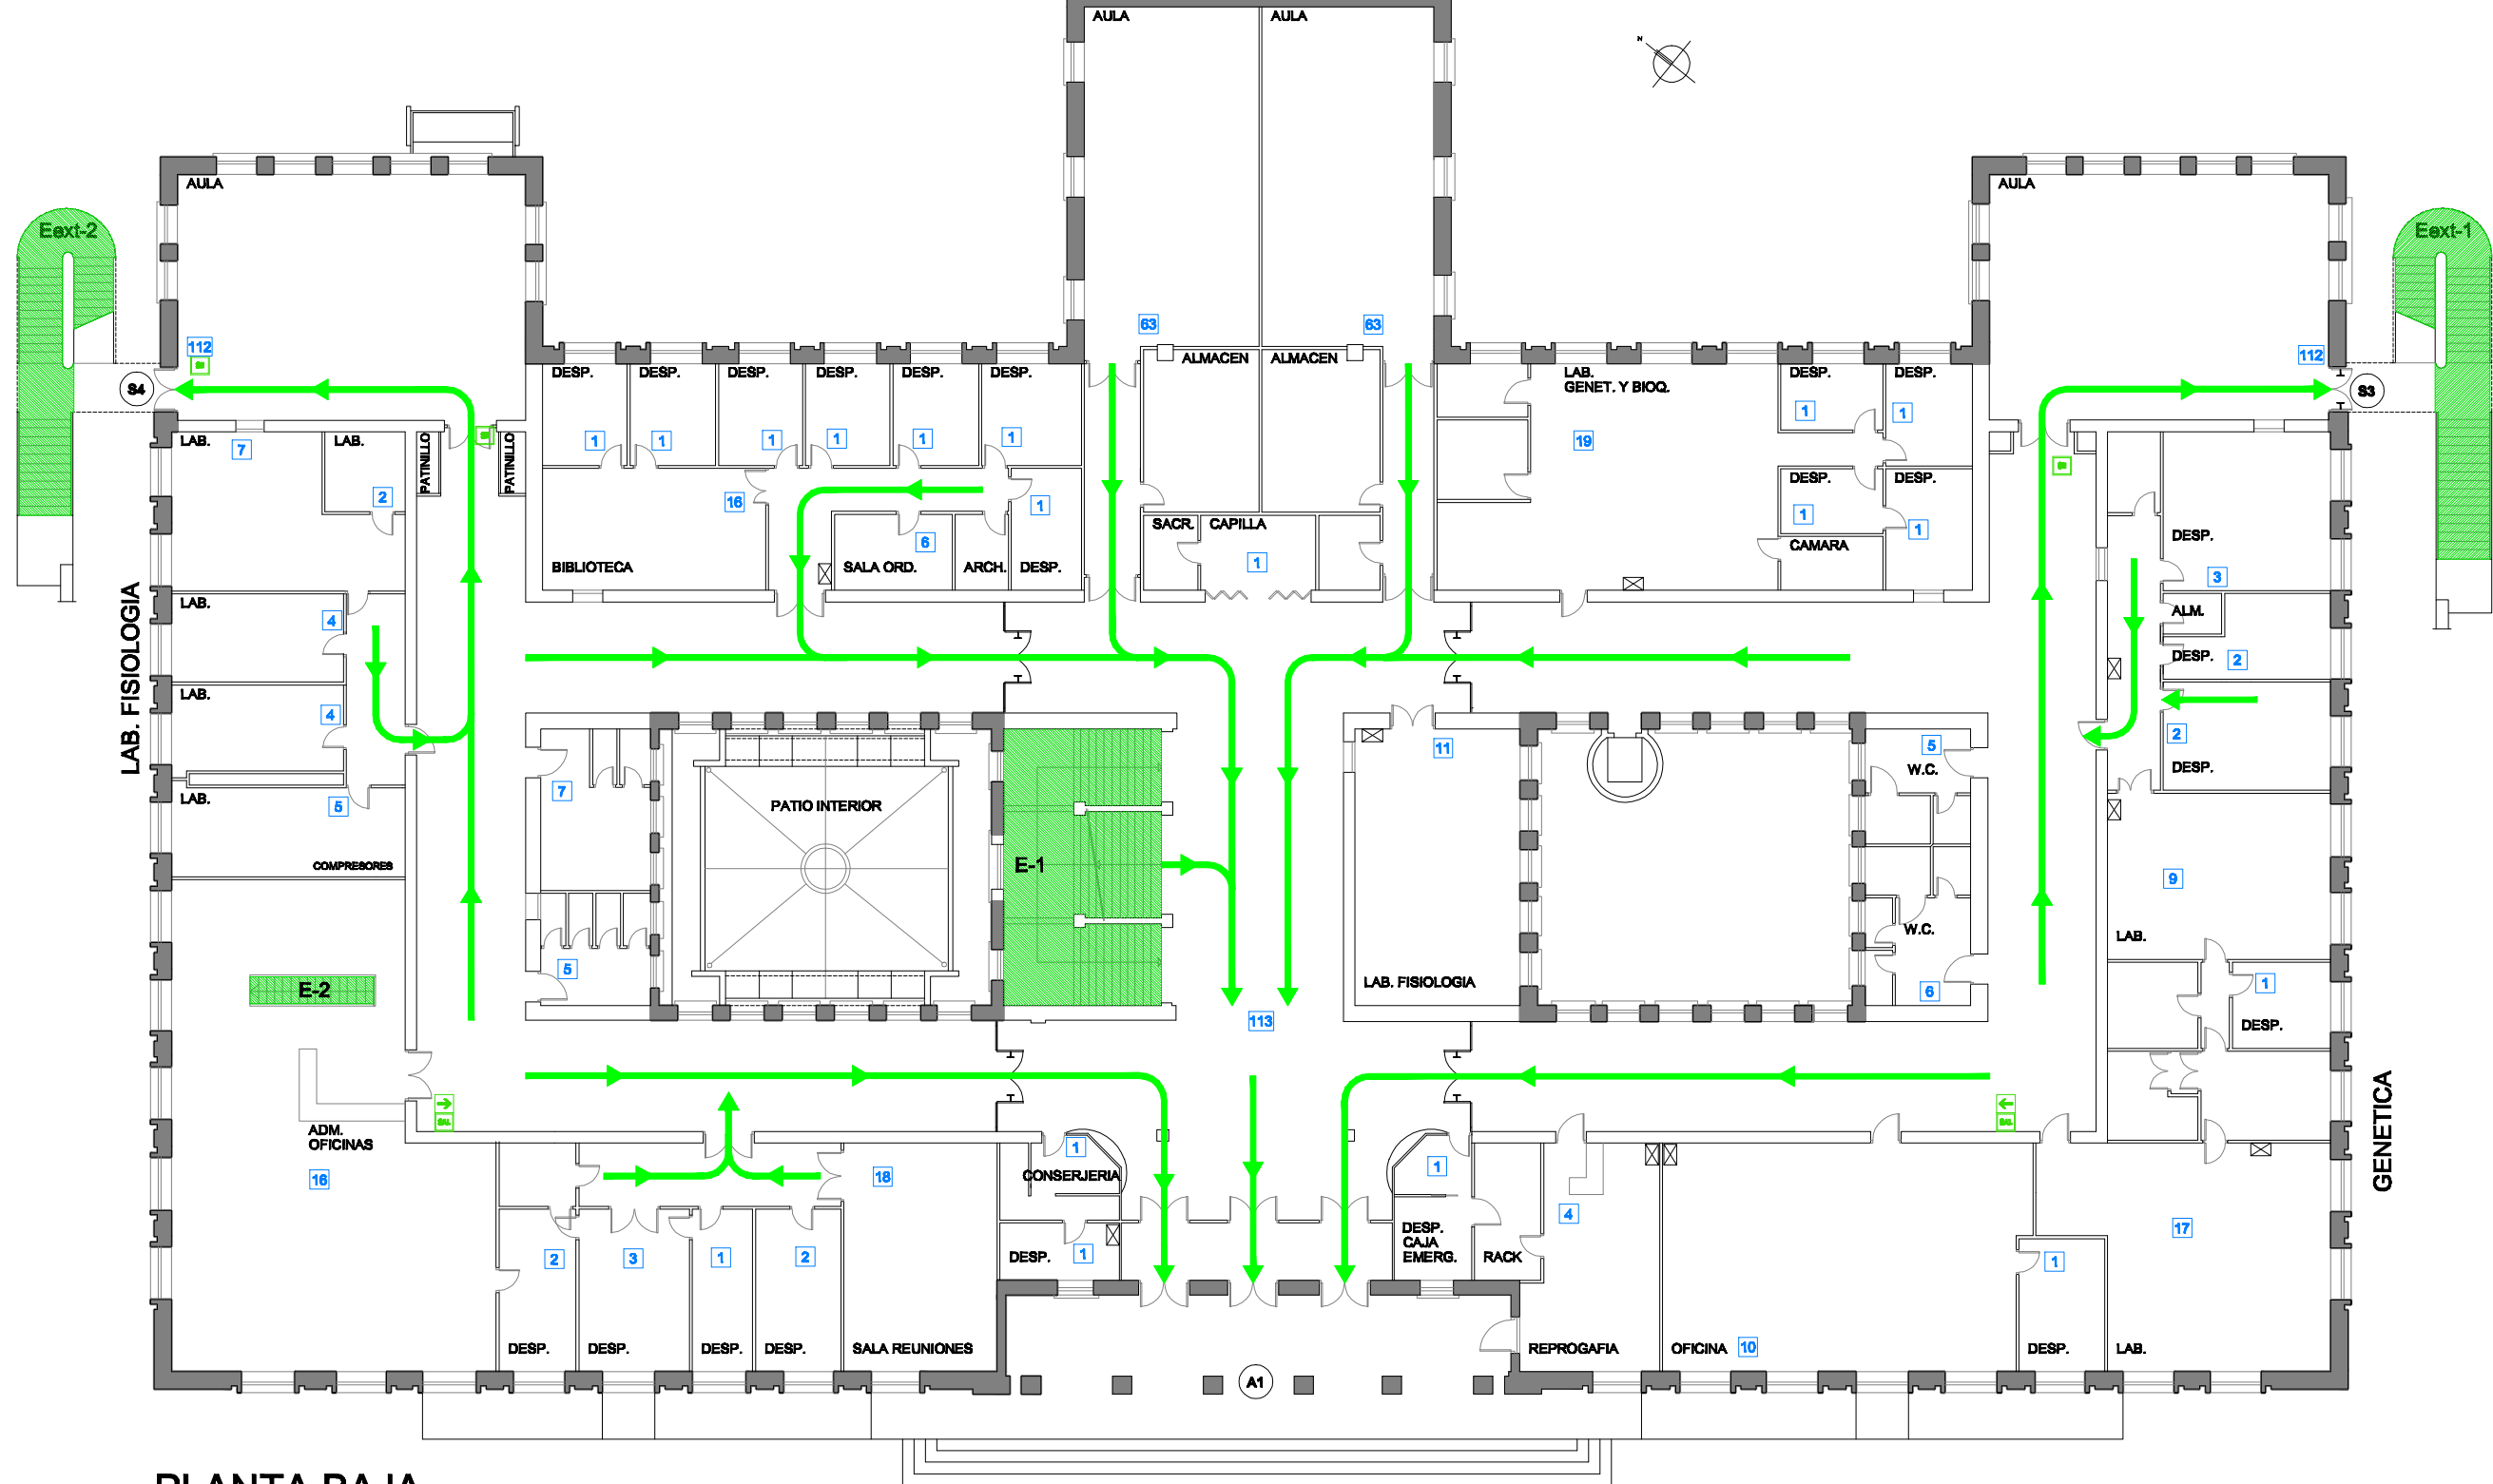 AULA AULA
N
AULA
AULA
Eext-2
Eext-1
63
63
112
112
ALMACEN ALMACEN
DESP. DESP. DESP. DESP. DESP. DESP.
LAB.
GENET. Y BIOQ.
DESP. DESP.
S4
S3
1 1 1 1 1 1
1 1
LAB. LAB.
7
PATINILLO PATINILLO
19
DESP. DESP.
2
16
1
1 1
6
SACR. CAPILLA
1
CAMARA
DESP.
BIBLIOTECA
SALA ORD. ARCH. DESP.
3
LAB.
4
ALM.
DESP. 2
LAB. FISIOLOGIA
LAB.
4
2
DESP.
11
5
W.C.
7
PATIO INTERIOR
LAB.
5
COMPRESORES
E-1
9
W.C.
LAB.
5
LAB. FISIOLOGIA
6
1
E-2
113
DESP.
SAL
SAL
GENETICA
ADM.
OFICINAS
16
18
1
CONSERJERIA
1
4
17
DESP.
CAJA
EMERG.
RACK
2 3 1 2
DESP. 1
1
DESP. DESP. DESP. DESP. SALA REUNIONES
REPROGAFIA OFICINA 10 DESP. LAB.
A1
PLANTA BAJA